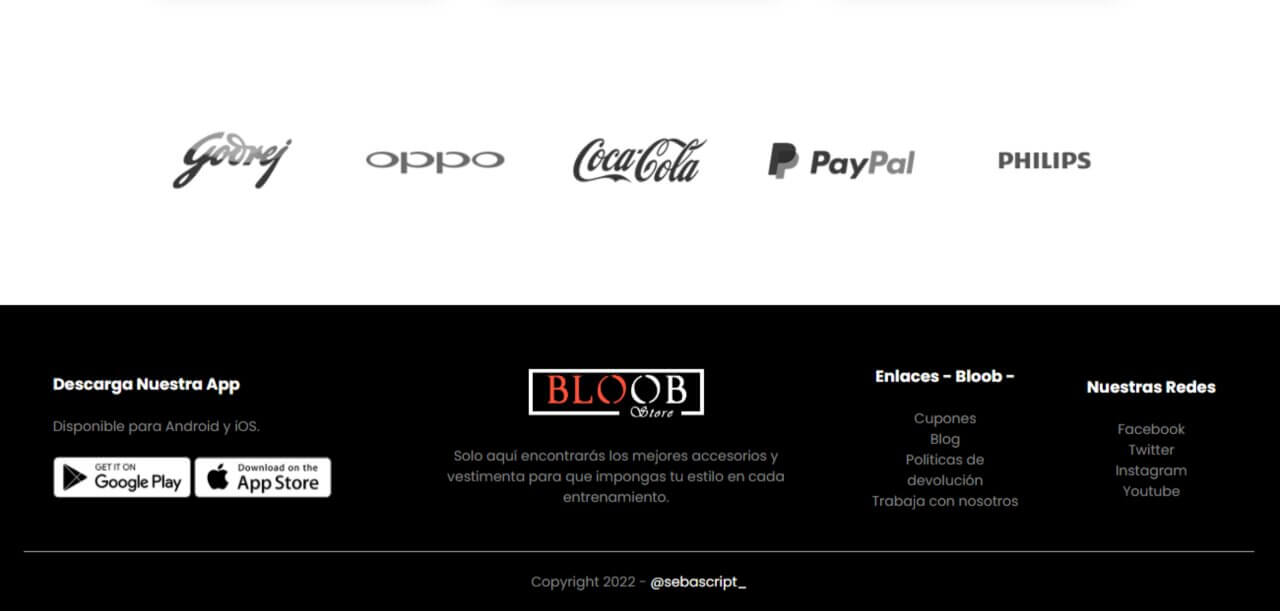 Godrej
oppo
Coca-Cola
PayPal
PHILIPS
Descarga Nuestra App
Disponible para Android y iOS.
GET IT ON
Google Play
Download on the
App Store
BLOOB
Store
Solo aquí encontrarás los mejores accesorios y
vestimenta para que impongas tu estilo en cada
entrenamiento.
Enlaces - Bloob -
Cupones
Blog
Politicas de
devolución
Trabaja con nosotros
Nuestras Redes
Facebook
Twitter
Instagram
Youtube
Copyright 2022 - @sebascript_